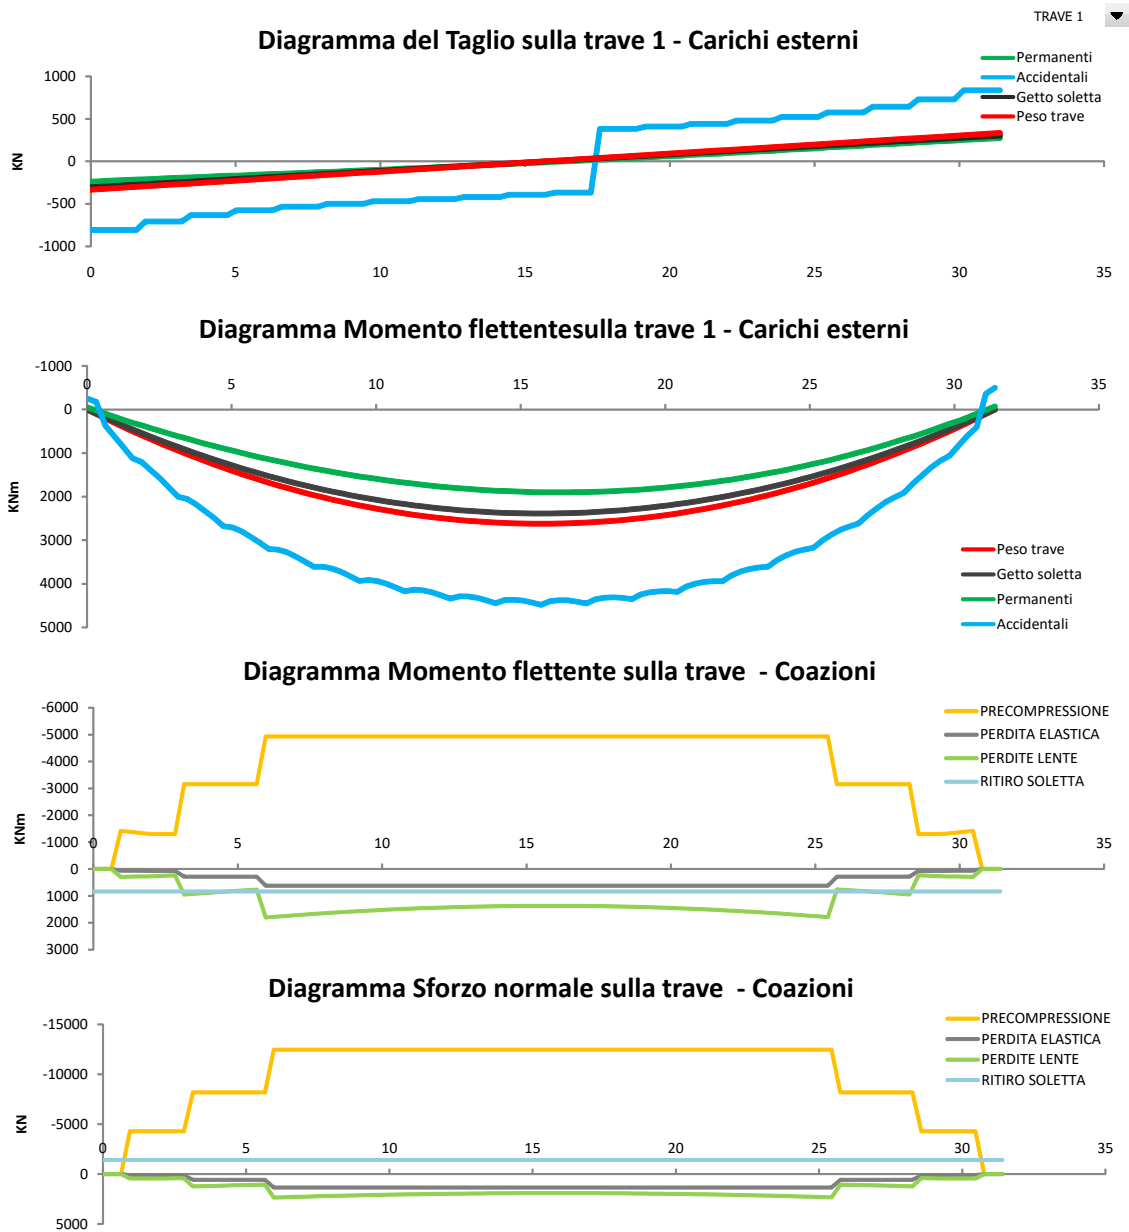 TRAVE 1
Diagramma del Taglio sulla trave 1 - Carichi esterni
Permanenti
Accidentali
Getto soletta
Peso trave
1000
500
0
-500
-1000
KN
0 5 10 15 20 25 30 35
Diagramma Momento flettentesulla trave 1 - Carichi esterni
-1000
0
1000
2000
3000
4000
5000
KNm
0 5 10 15 20 25 30 35
Peso trave
Getto soletta
Permanenti
Accidentali
Diagramma Momento flettente sulla trave - Coazioni
-6000
-5000
-4000
-3000
-2000
-1000
0
1000
2000
3000
KNm
0 5 10 15 20 25 30 35
PRECOMPRESSIONE
PERDITA ELASTICA
PERDITE LENTE
RITIRO SOLETTA
Diagramma Sforzo normale sulla trave - Coazioni
-15000
-10000
-5000
0
5000
KN
0 5 10 15 20 25 30 35
PRECOMPRESSIONE
PERDITA ELASTICA
PERDITE LENTE
RITIRO SOLETTA